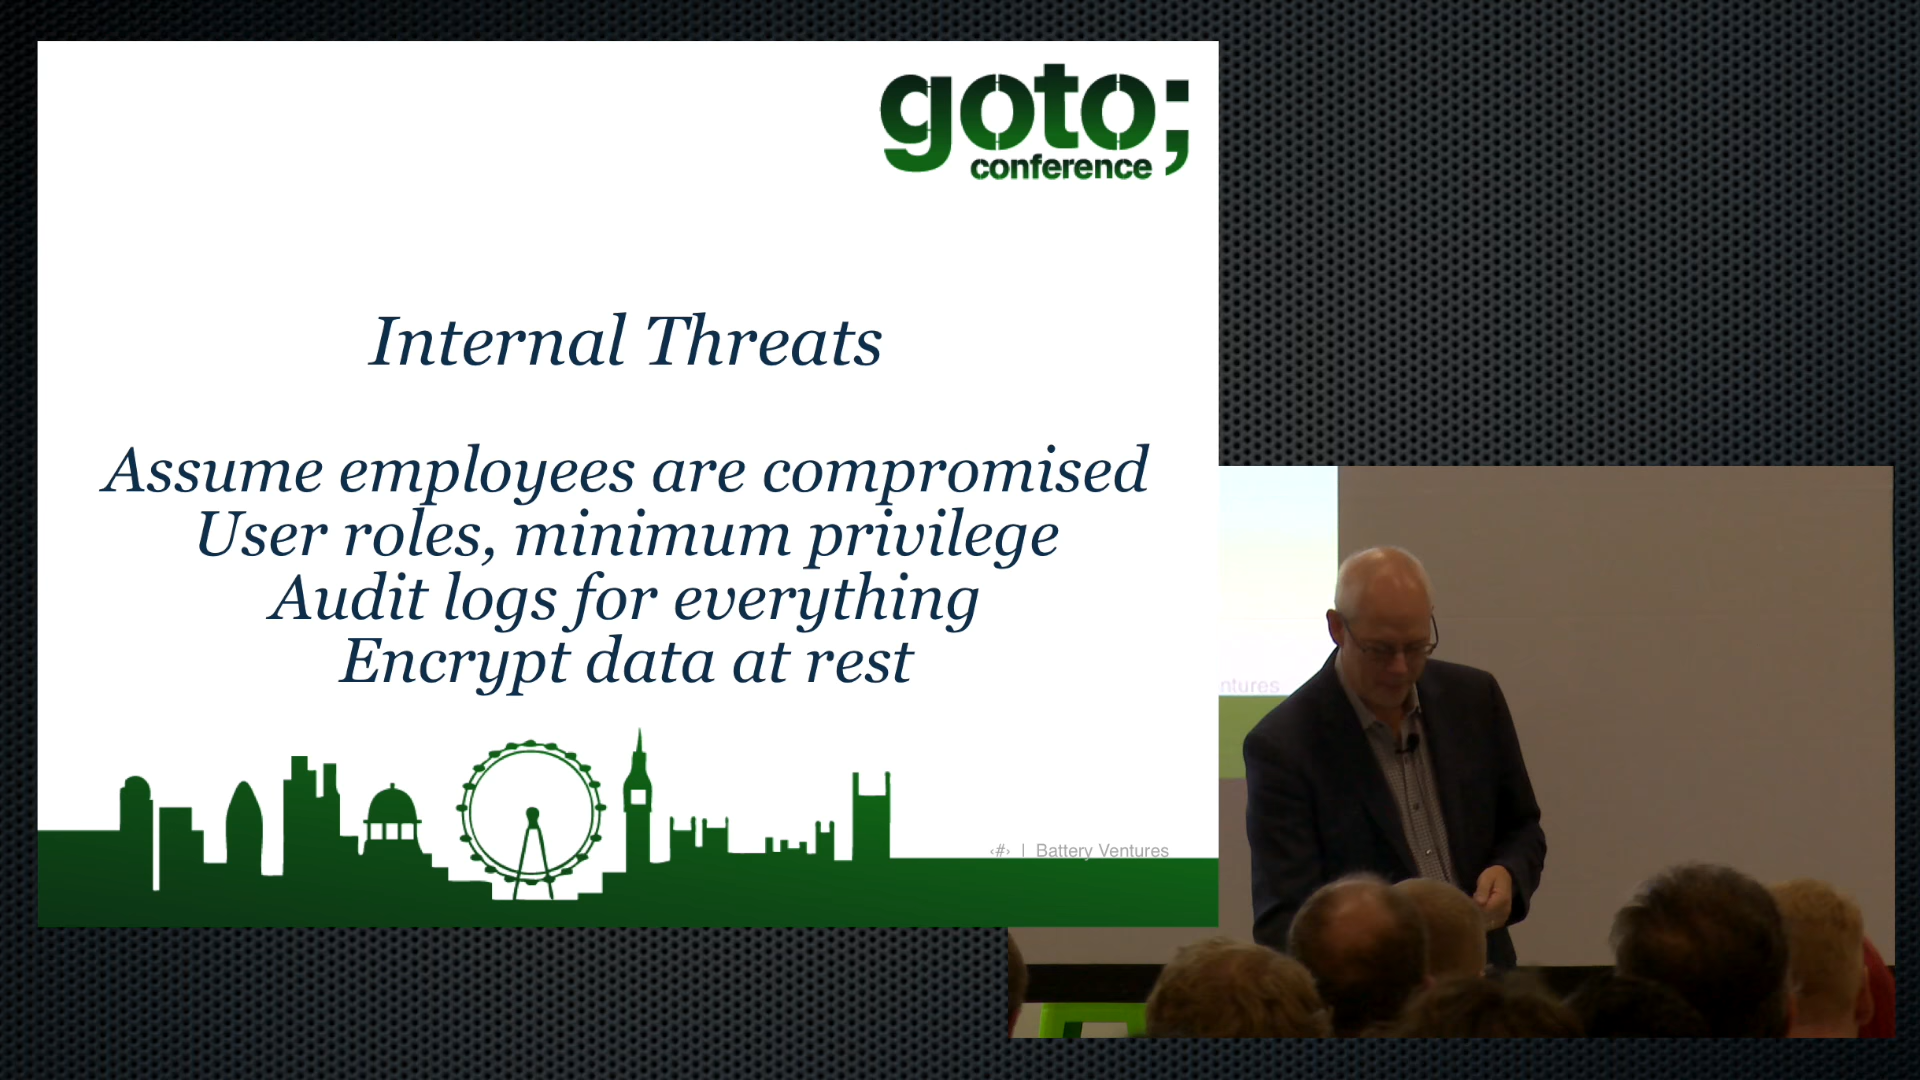 goto;
conference
Internal Threats
Assume employees are compromised
User roles, minimum privilege
Audit logs for everything
Encrypt data at rest
‹#› | Battery Ventures
ntures